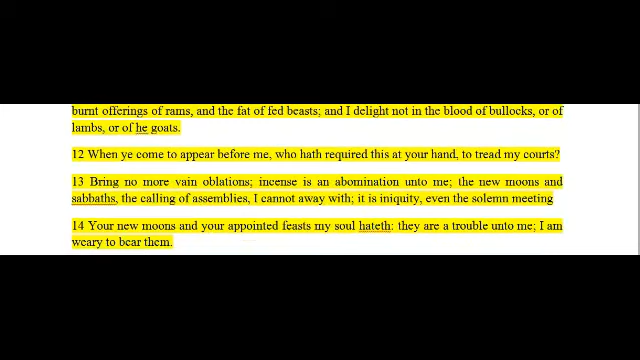 burnt offerings of rams, and the fat of fed beasts; and I delight not in the blood of bullocks, or of
lambs, or of he goats.
12 When ye come to appear before me, who hath required this at your hand, to tread my courts?
13 Bring no more vain oblations; incense is an abomination unto me; the new moons and
sabbaths, the calling of assemblies, I cannot away with; it is iniquity, even the solemn meeting
14 Your new moons and your appointed feasts my soul hateth: they are a trouble unto me; I am
weary to bear them.